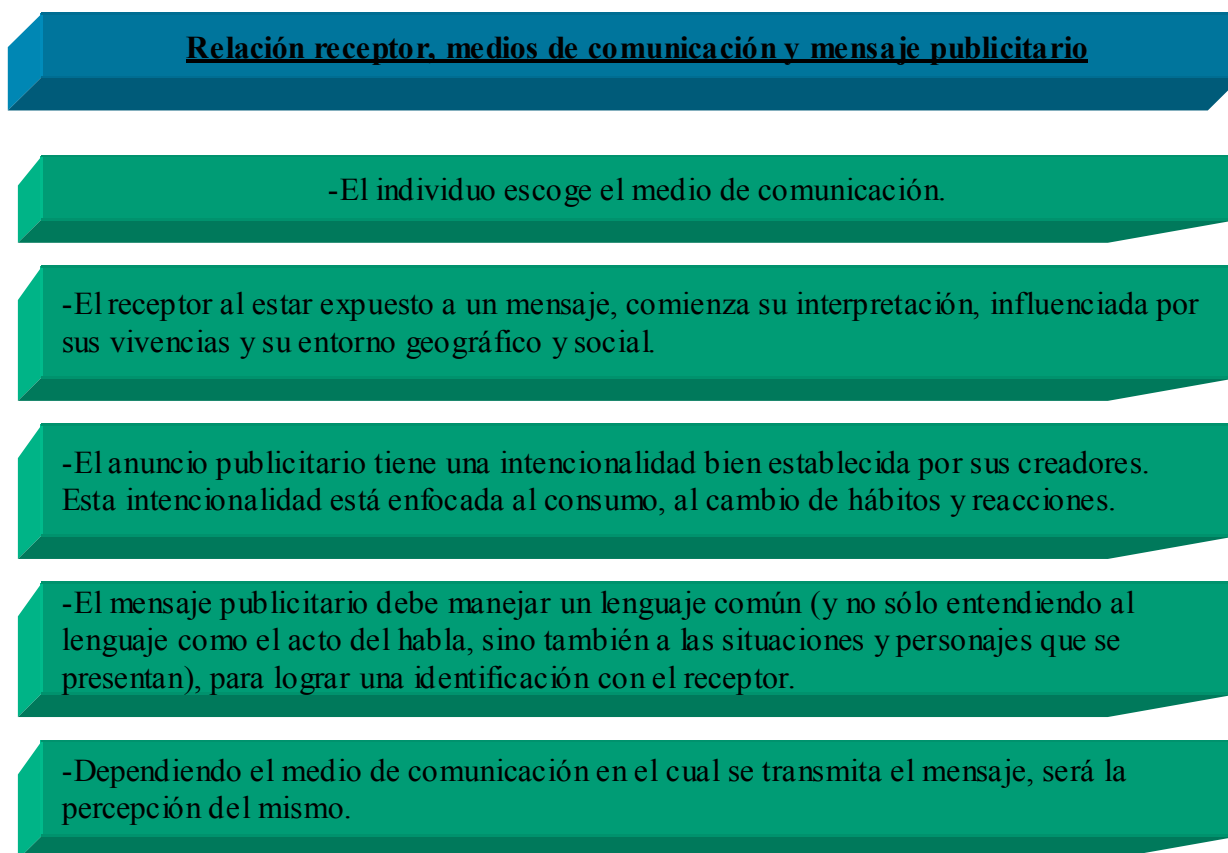 Relación receptor, medios de comunicación y mensaje publicitario
-El individuo escoge el medio de comunicación.
-El receptor al estar expuesto a un mensaje, comienza su interpretación, influenciada por
sus vivencias y su entorno geográfico y social.
-El anuncio publicitario tiene una intencionalidad bien establecida por sus creadores.
Esta intencionalidad está enfocada al consumo, al cambio de hábitos y reacciones.
-El mensaje publicitario debe manejar un lenguaje común (y no sólo entendiendo al
lenguaje como el acto del habla, sino también a las situaciones y personajes que se
presentan), para lograr una identificación con el receptor.
-Dependiendo el medio de comunicación en el cual se transmita el mensaje, será la
percepción del mismo.